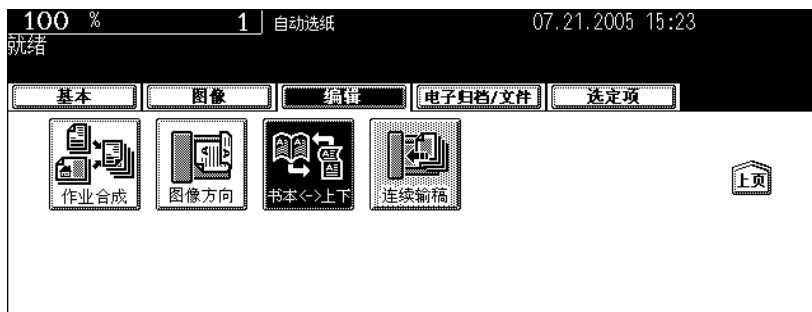 100 % 1 自动选纸 07.21.2005 15:23
就绪
基本 图像 编辑 电子归档/文件 选定项
作业合成 图像方向 书本<->上下 连续输稿
上页